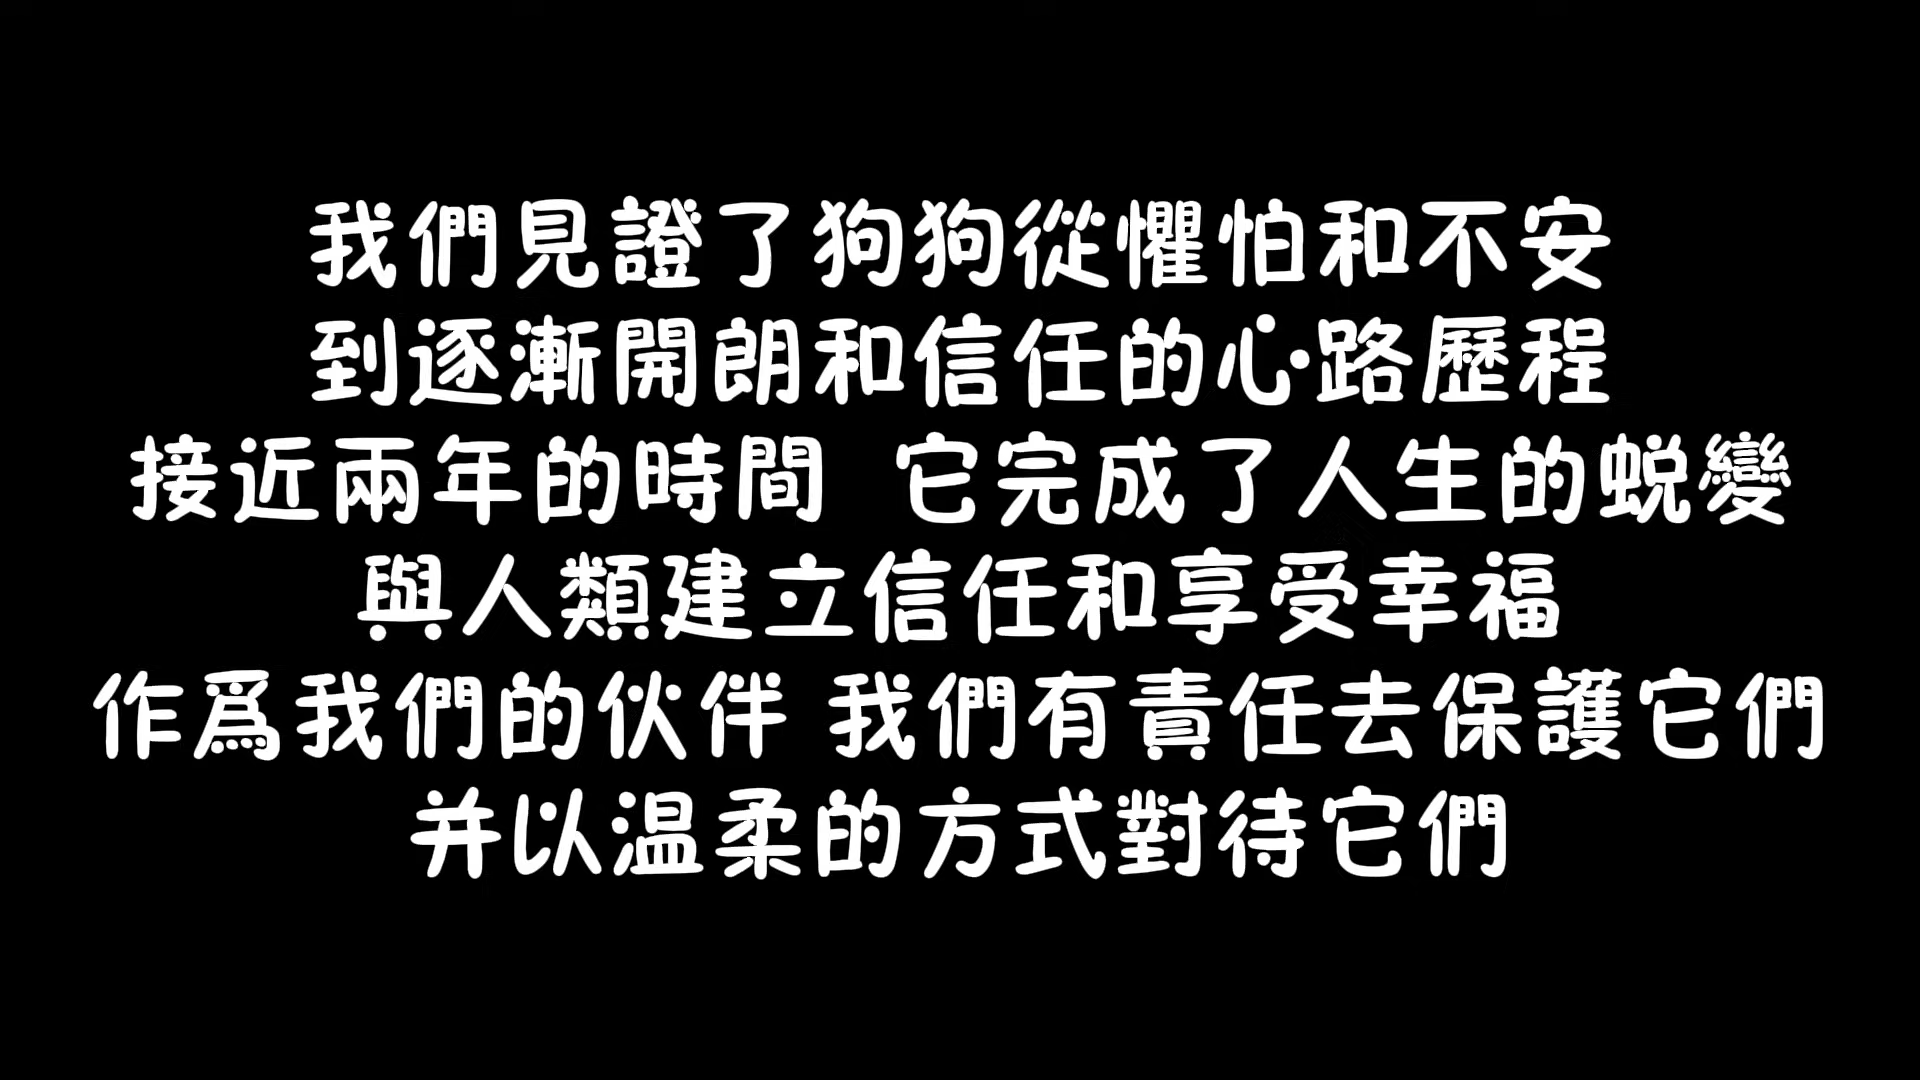 我們見證了狗狗從懼怕和不安
到逐漸開朗和信任的心路歷程
接近兩年的時間 它完成了人生的蛻變
與人類建立信任和享受幸福
作爲我們的伙伴 我們有責任去保護它們
并以温柔的方式對待它們